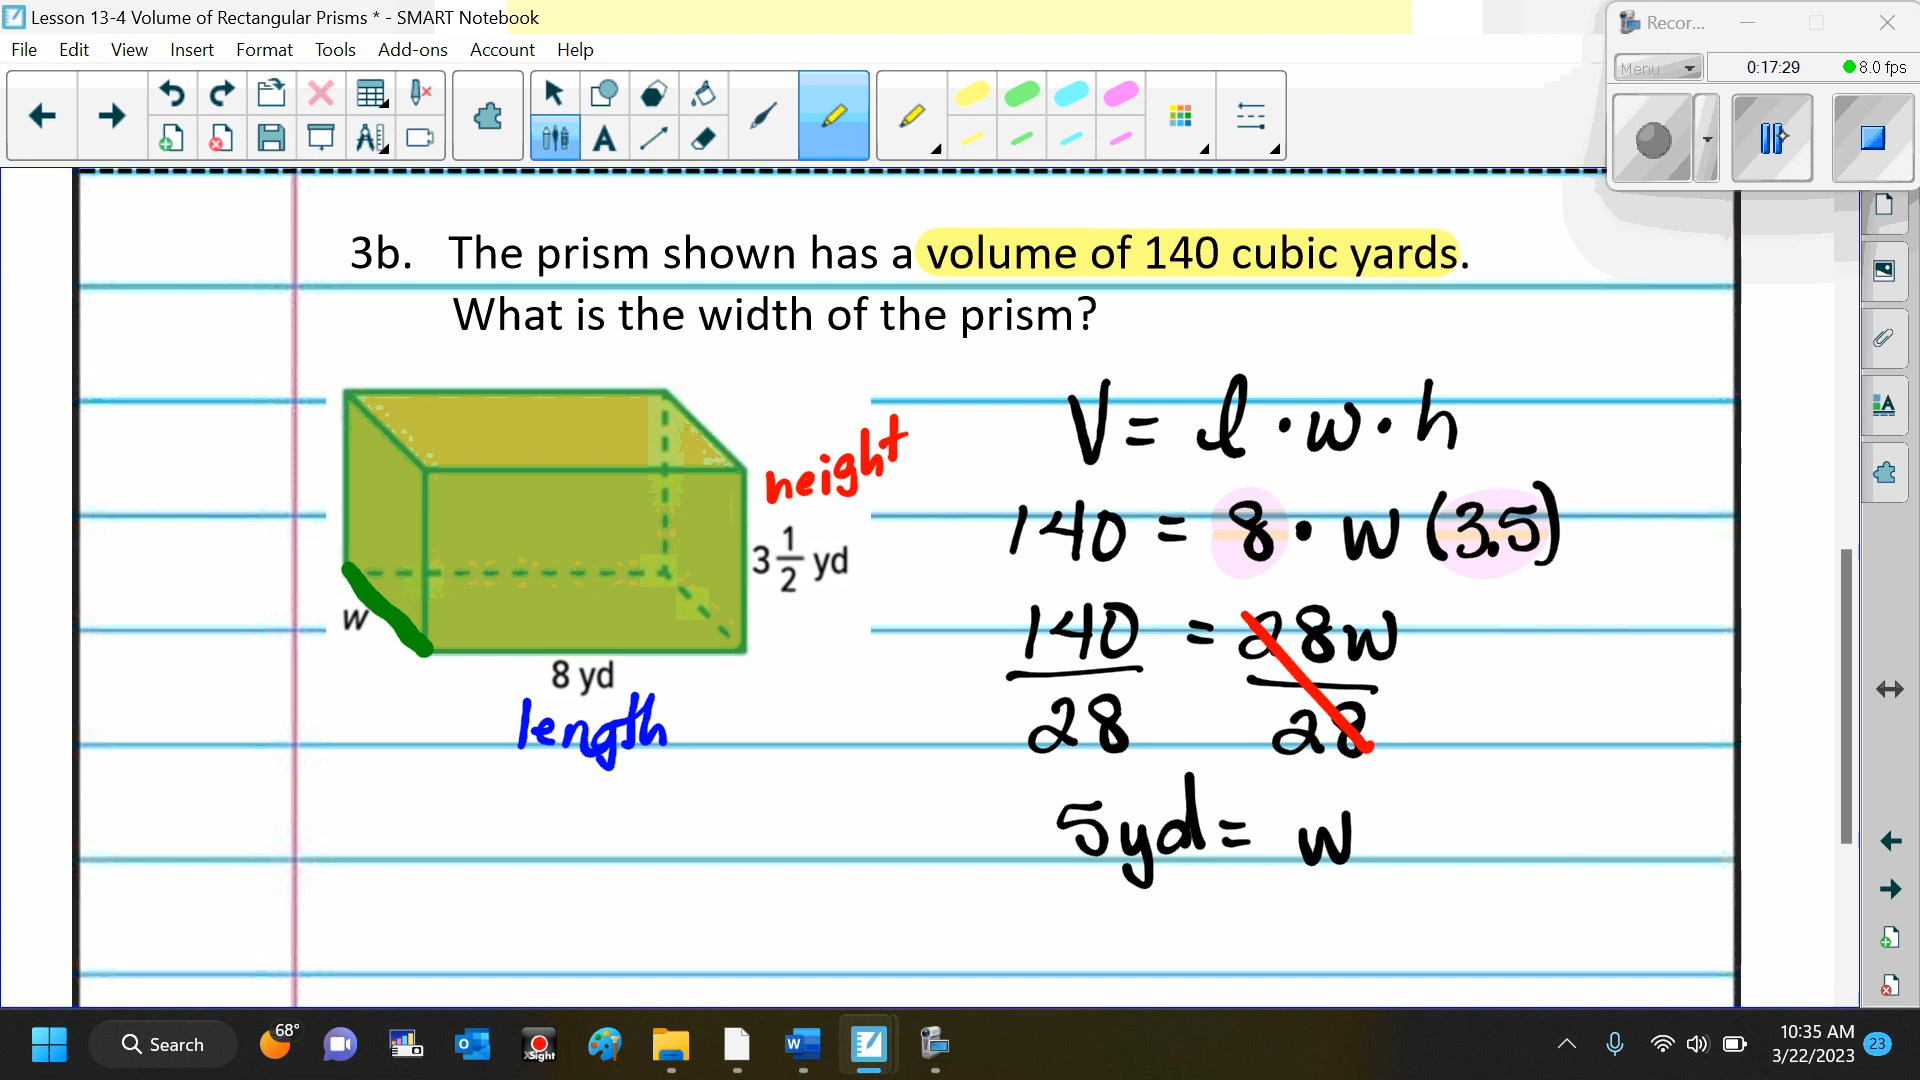 Lesson 13-4 Volume of Rectangular Prisms * - SMART Notebook
File Edit View Insert Format Tools Add-ons Account Help
Recor...
Menu 0:17:29 8.0 fps
3b. The prism shown has a volume of 140 cubic yards.
What is the width of the prism?
height
3 1/2 yd
w
8 yd
length
V = l · w · h
140 = 8 · w (3.5)
140 = 28w
28 28
5yd = w
68°
Search
XSight
10:35 AM
3/22/2023
23